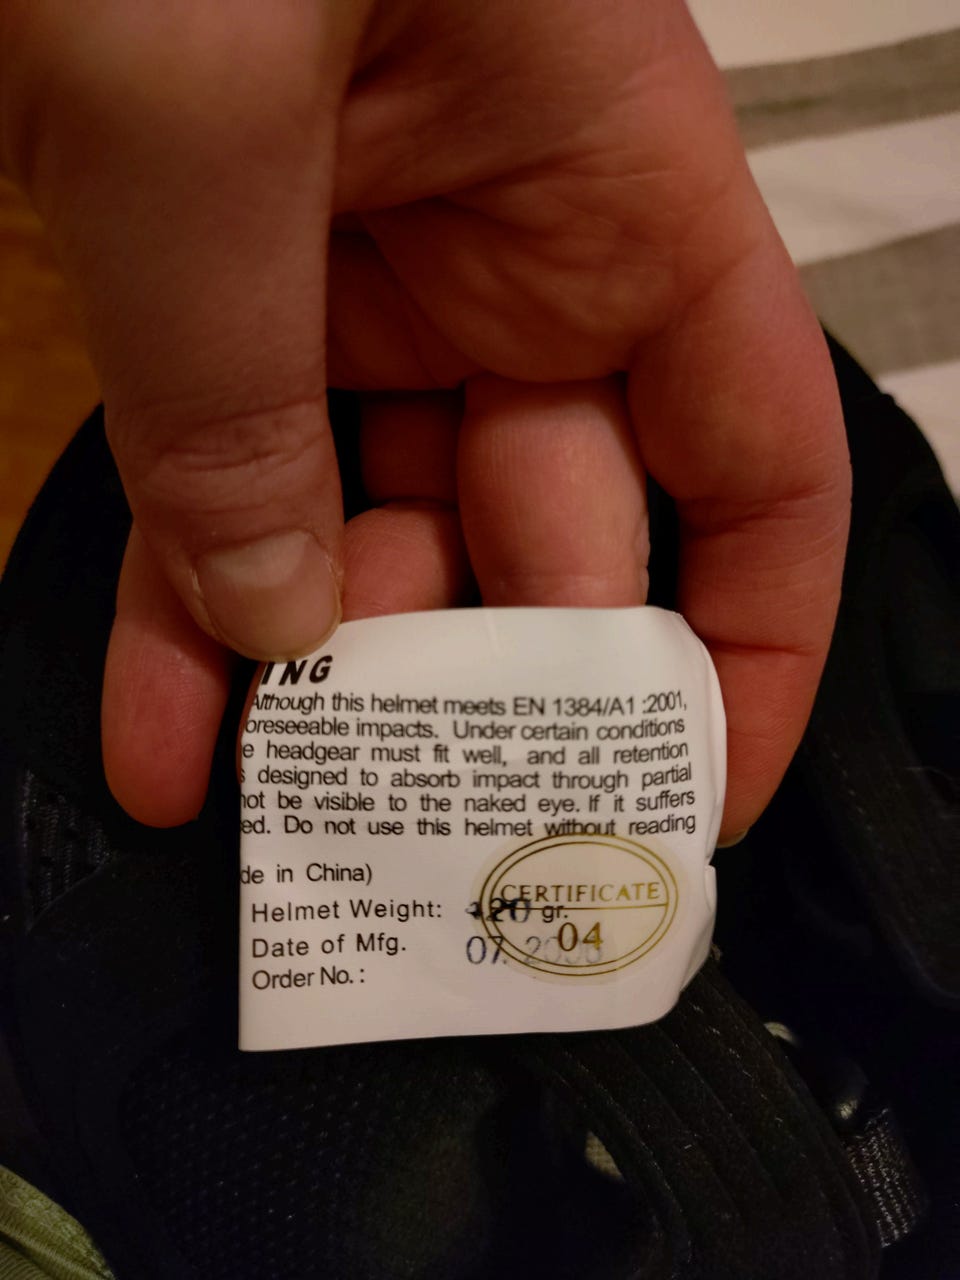 ING
Although this helmet meets EN 1384/A1 :2001,
oreseeable impacts. Under certain conditions
e headgear must fit well, and all retention
s designed to absorb impact through partial
not be visible to the naked eye. If it suffers
ed. Do not use this helmet without reading
de in China)
CERTIFICATE
Helmet Weight: gr.
04
Date of Mfg. 07.
Order No. :